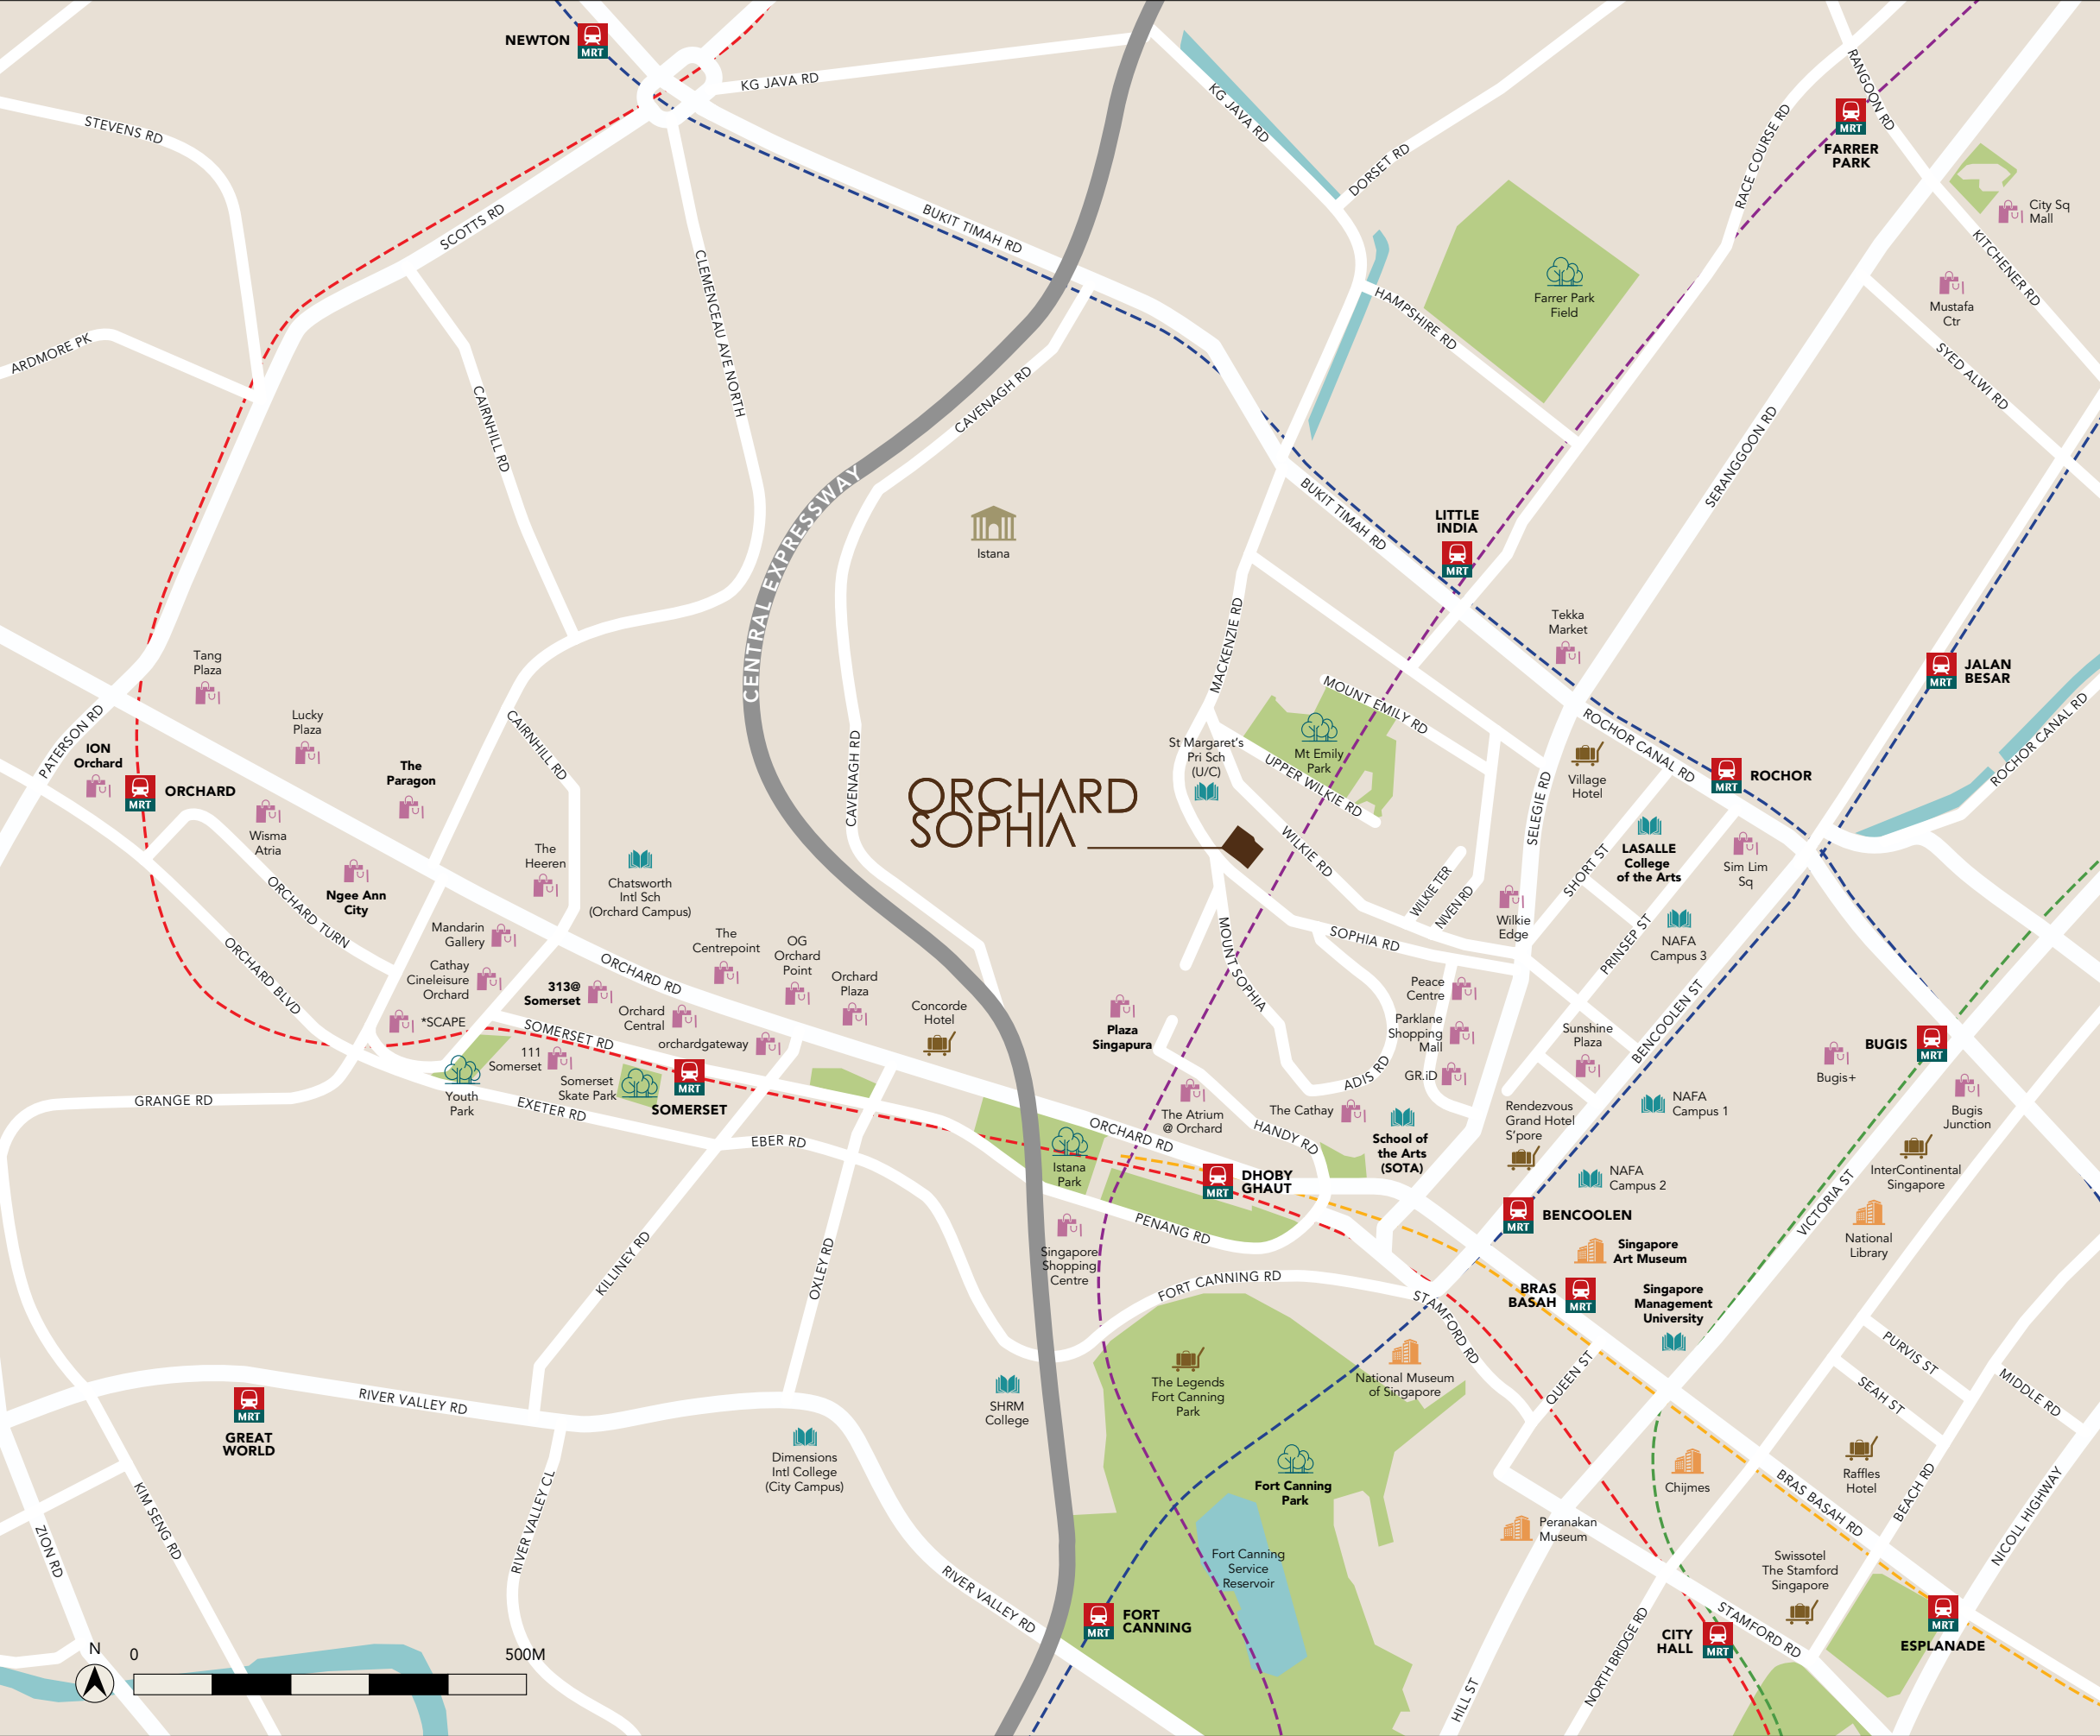 NEWTON
MRT
KG JAVA RD
STEVENS RD
SCOTTS RD
BUKIT TIMAH RD
KG JAVA RD
DORSET RD
RACE COURSE RD
RANGOON RD
MRT
FARRER
PARK
City Sq
Mall
KITCHENER RD
Mustafa
Ctr
SYED ALWI RD
Farrer Park
Field
HAMPSHIRE RD
ARDMORE PK
CAIRNHILL RD
CLEMENCEAU AVE NORTH
CAVENAGH RD
CENTRAL EXPRESSWAY
Istana
SERANGGOON RD
BUKIT TIMAH RD
LITTLE
INDIA
MRT
Tekka
Market
MACKENZIE RD
JALAN
BESAR
MRT
ROCHOR CANAL RD
ROCHOR CANAL RD
Tang
Plaza
Lucky
Plaza
PATERSON RD
ION
Orchard
MRT
ORCHARD
The
Paragon
Wisma
Atria
Ngee Ann
City
CAIRNHILL RD
The
Heeren
Chatsworth
Intl Sch
(Orchard Campus)
CAVENAGH RD
ORCHARD
SOPHIA
St Margaret's
Pri Sch
(U/C)
MOUNT EMILY RD
Mt Emily
Park
UPPER WILKIE RD
WILKIE RD
WILKIE TER
NIVEN RD
SELEGIE RD
Village
Hotel
MRT
ROCHOR
SHORT ST
LASALLE
College
of the Arts
Sim Lim
Sq
Wilkie
Edge
PRINSEP ST
NAFA
Campus 3
ORCHARD TURN
ORCHARD BLVD
Mandarin
Gallery
Cathay
Cineleisure
Orchard
*SCAPE
313@
Somerset
ORCHARD RD
The
Centrepoint
OG
Orchard
Point
Orchard
Plaza
Orchard
Central
orchardgateway
SOMERSET RD
111
Somerset
Somerset
Skate Park
MRT
SOMERSET
Youth
Park
EXETER RD
GRANGE RD
EBER RD
Concorde
Hotel
Plaza
Singapura
MOUNT SOPHIA
SOPHIA RD
Peace
Centre
Parklane
Shopping
Mall
GR.iD
ADIS RD
The Cathay
The Atrium
@ Orchard
HANDY RD
School of
the Arts
(SOTA)
ORCHARD RD
Istana
Park
MRT
DHOBY
GHAUT
PENANG RD
Singapore
Shopping
Centre
Sunshine
Plaza
BENCOOLEN ST
NAFA
Campus 1
Rendezvous
Grand Hotel
S'pore
NAFA
Campus 2
MRT
BENCOOLEN
Singapore
Art Museum
BRAS
BASAH
MRT
Singapore
Management
University
BUGIS
MRT
Bugis+
Bugis
Junction
InterContinental
Singapore
VICTORIA ST
National
Library
KILLINEY RD
OXLEY RD
FORT CANNING RD
STAMFORD RD
The Legends
Fort Canning
Park
National Museum
of Singapore
QUEEN ST
PURVIS ST
SEAH ST
MIDDLE RD
MRT
GREAT
WORLD
RIVER VALLEY RD
SHRM
College
Dimensions
Intl College
(City Campus)
Fort Canning
Park
Chijmes
Raffles
Hotel
BRAS BASAH RD
BEACH RD
NICOLL HIGHWAY
Peranakan
Museum
Fort Canning
Service
Reservoir
KIM SENG RD
ZION RD
RIVER VALLEY CL
RIVER VALLEY RD
MRT
FORT
CANNING
Swissotel
The Stamford
Singapore
STAMFORD RD
CITY
HALL
MRT
MRT
ESPLANADE
NORTH BRIDGE RD
HILL ST
N
0
500M